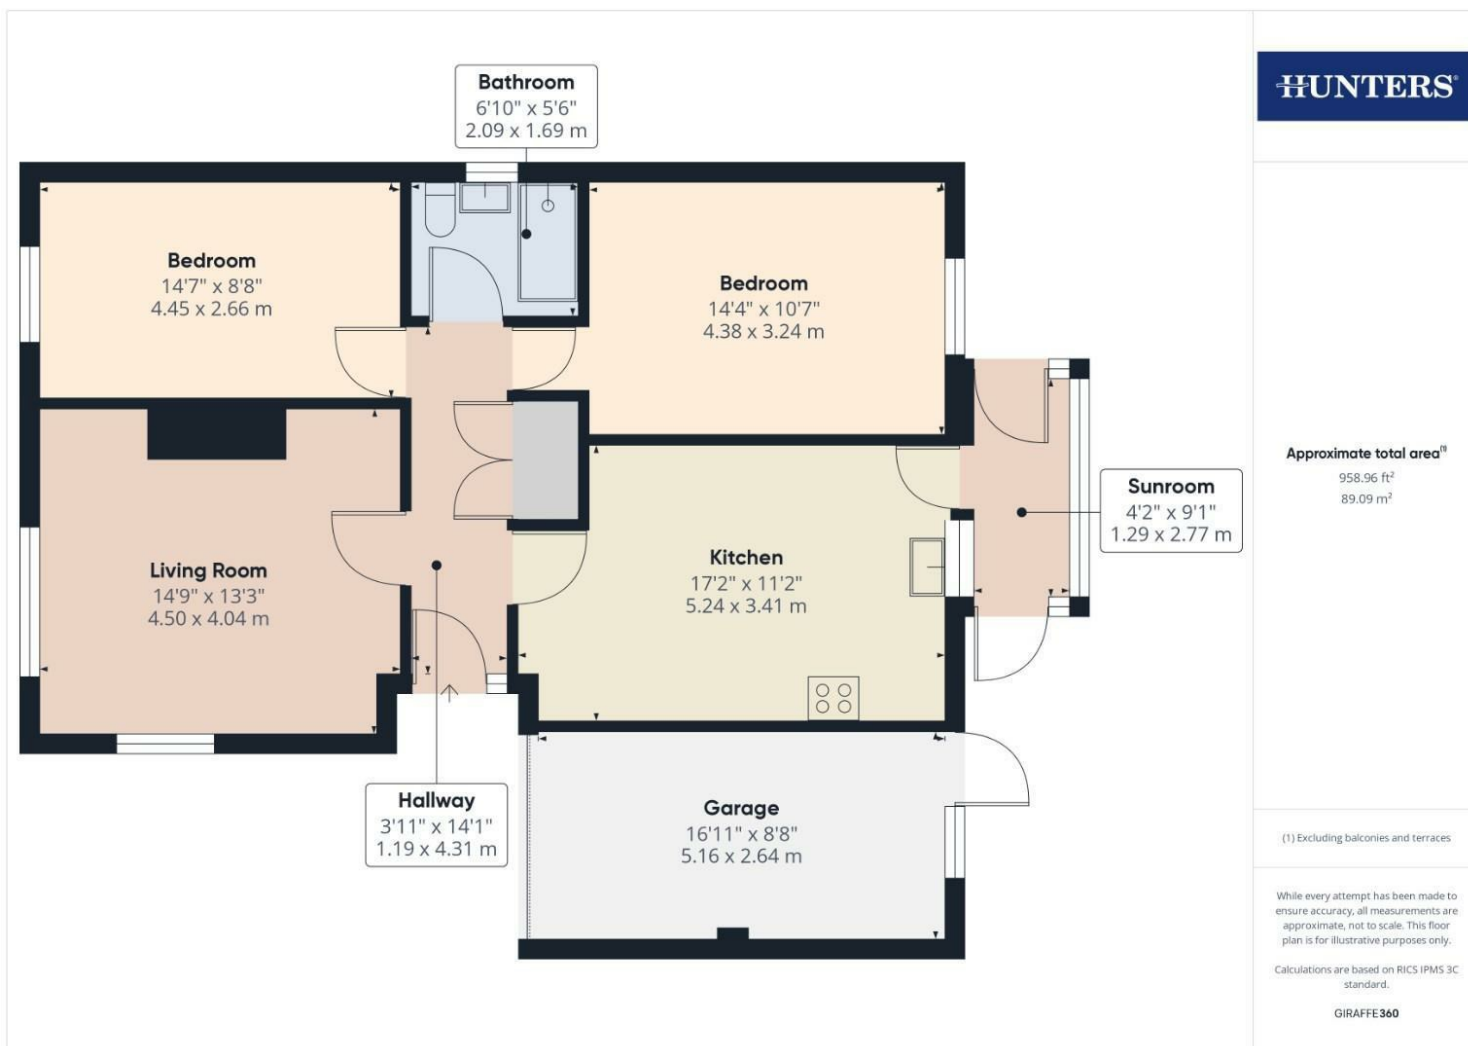 Bathroom
6'10" x 5'6"
2.09 x 1.69 m
Bedroom
14'7" x 8'8"
4.45 x 2.66 m
Bedroom
14'4" x 10'7"
4.38 x 3.24 m
Living Room
14'9" x 13'3"
4.50 x 4.04 m
Kitchen
17'2" x 11'2"
5.24 x 3.41 m
Sunroom
4'2" x 9'1"
1.29 x 2.77 m
Hallway
3'11" x 14'1"
1.19 x 4.31 m
Garage
16'11" x 8'8"
5.16 x 2.64 m
HUNTERS®
Approximate total area(1)
958.96 ft²
89.09 m²
(1) Excluding balconies and terraces
While every attempt has been made to
ensure accuracy, all measurements are
approximate, not to scale. This floor
plan is for illustrative purposes only.
Calculations are based on RICS IPMS 3C
standard.
GIRAFFE360